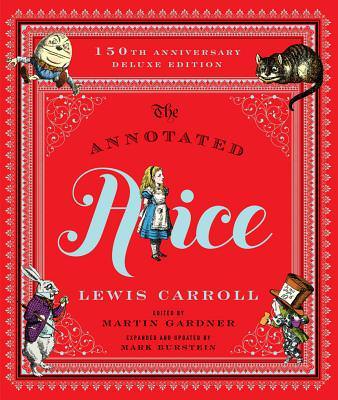 150TH ANNIVERSARY
DELUXE EDITION
The
ANNOTATED
Alice
LEWIS CARROLL
EDITED BY
MARTIN GARDNER
EXPANDED AND UPDATED BY
MARK BURSTEIN